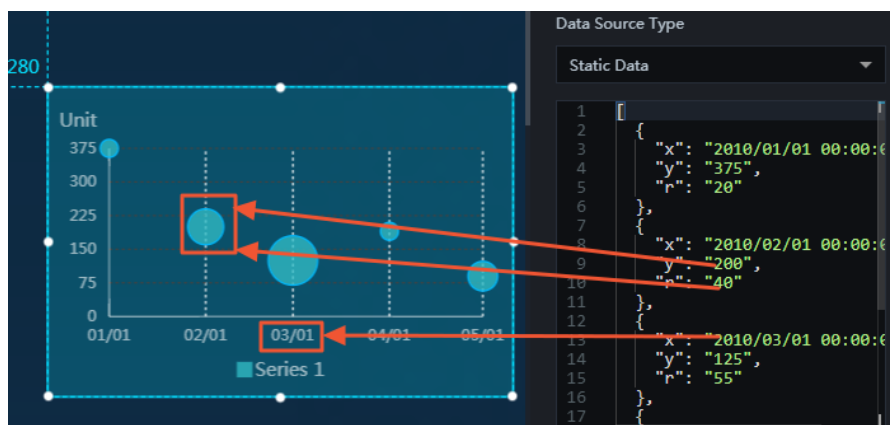 280
Unit
375
300
225
150
75
0
01/01 02/01 03/01 04/01 05/01
Series 1
Data Source Type
Static Data
1 [
2 {
3 "x": "2010/01/01 00:00:0
4 "y": "375",
5 "r": "20"
6 },
7 {
8 "x": "2010/02/01 00:00:0
9 "y": "200",
10 "r": "40"
11 },
12 {
13 "x": "2010/03/01 00:00:0
14 "y": "125",
15 "r": "55"
16 },
17 {